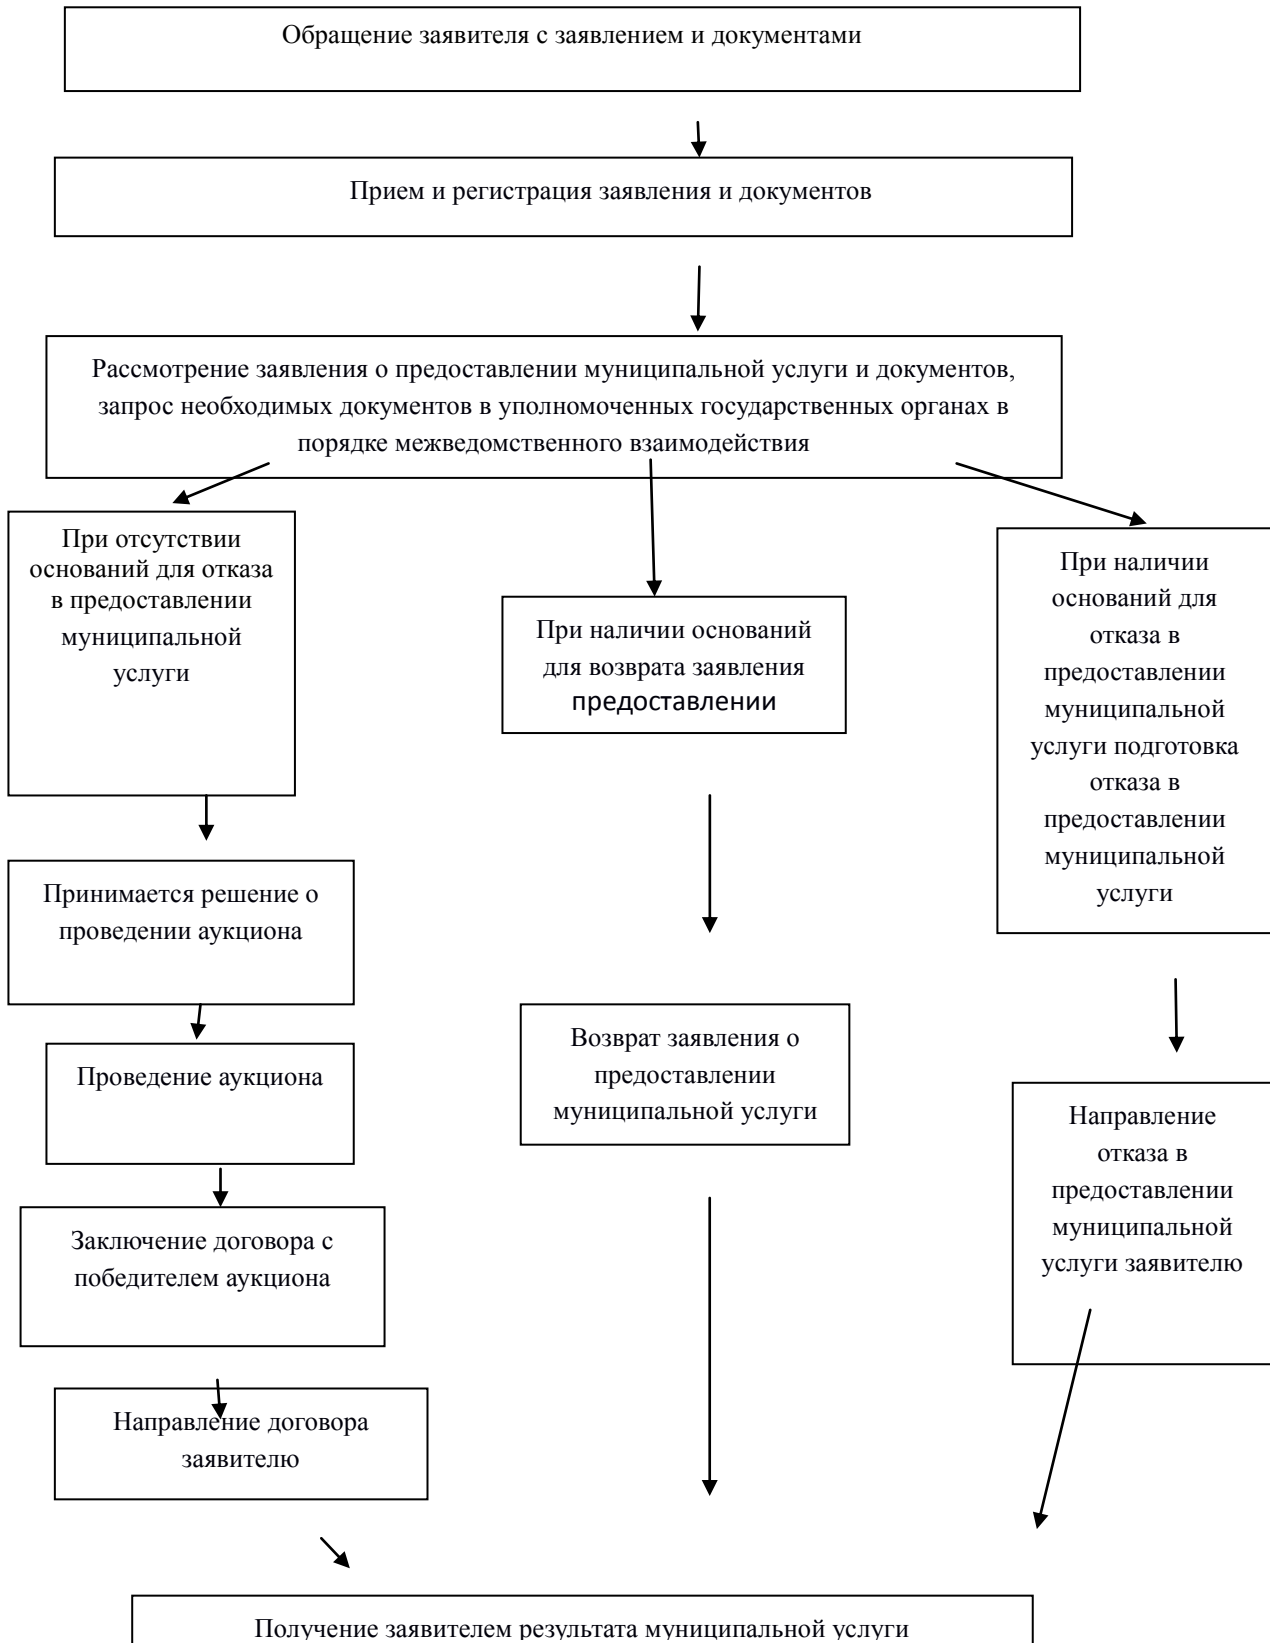 Обращение заявителя с заявлением и документами
Прием и регистрация заявления и документов
Рассмотрение заявления о предоставлении муниципальной услуги и документов,
запрос необходимых документов в уполномоченных государственных органах в
порядке межведомственного взаимодействия
При отсутствии
оснований для отказа
в предоставлении
муниципальной
услуги
При наличии оснований
для возврата заявления
предоставлении
При наличии
оснований для
отказа в
предоставлении
муниципальной
услуги подготовка
отказа в
предоставлении
муниципальной
услуги
Принимается решение о
проведении аукциона
Проведение аукциона
Заключение договора с
победителем аукциона
Направление договора
заявителю
Возврат заявления о
предоставлении
муниципальной услуги
Направление
отказа в
предоставлении
муниципальной
услуги заявителю
Получение заявителем результата муниципальной услуги